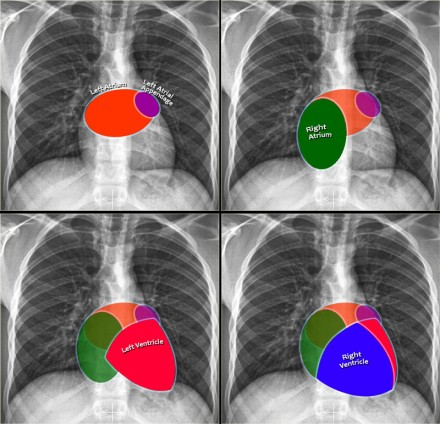 Left Atrium
Left Atrial
Appendage
Right
Atrium
Left Ventricle
Right
Ventricle